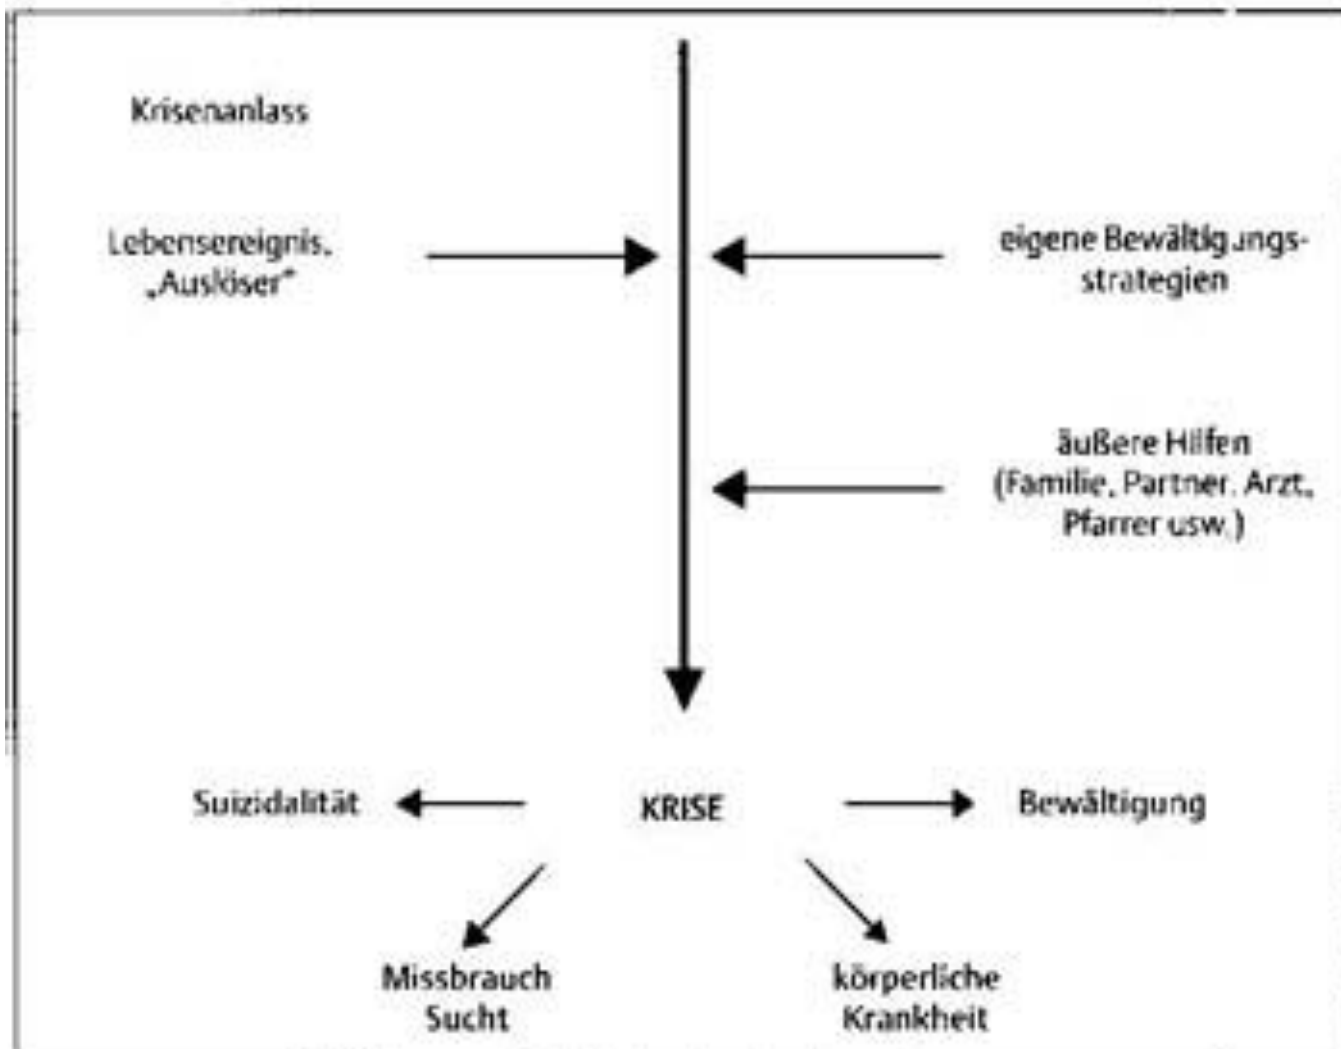 Krisenanlass
Lebensereignis,
„Auslöser"
eigene Bewältigungs-
strategien
äußere Hilfen
(Familie, Partner, Arzt,
Pfarrer usw.)
Suizidalität
KRISE
Bewältigung
Missbrauch
Sucht
körperliche
Krankheit